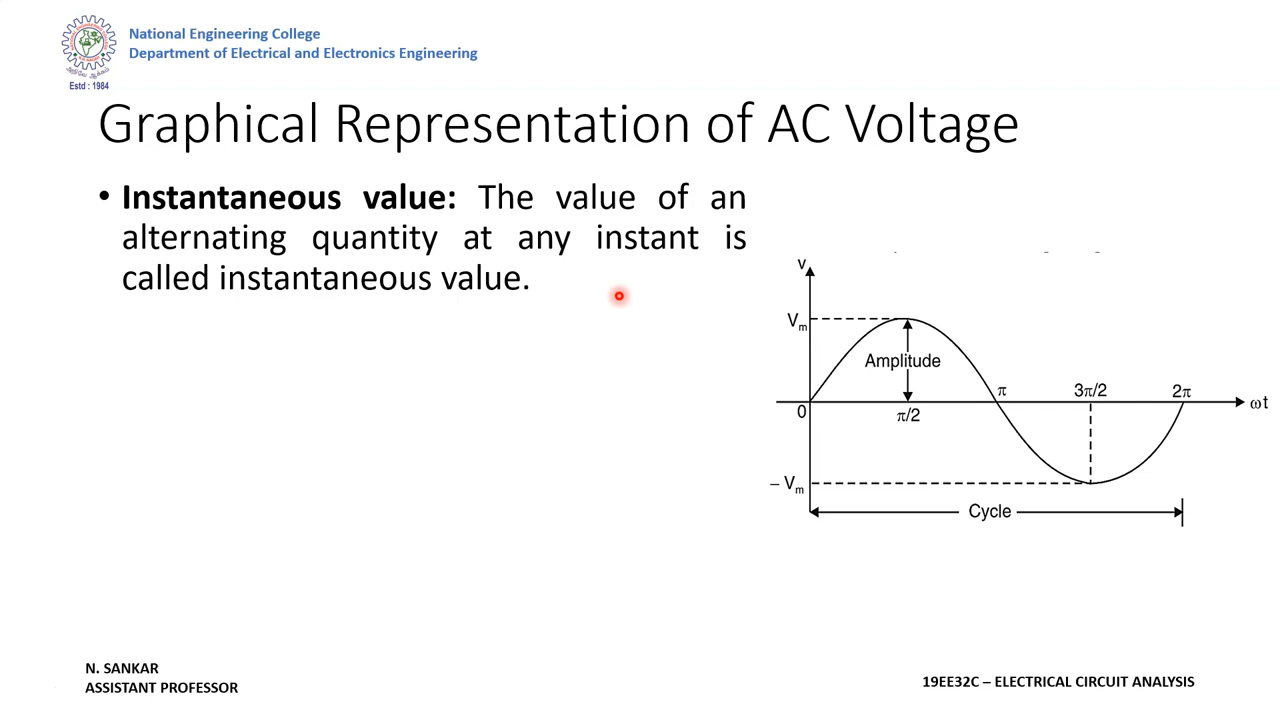 National Engineering College
Department of Electrical and Electronics Engineering
Estd : 1984
Graphical Representation of AC Voltage
• Instantaneous value: The value of an
alternating quantity at any instant is
called instantaneous value.
v
Vm
Amplitude
π
3π/2
2π
ωt
0
π/2
– Vm
Cycle
N. SANKAR
ASSISTANT PROFESSOR
19EE32C – ELECTRICAL CIRCUIT ANALYSIS